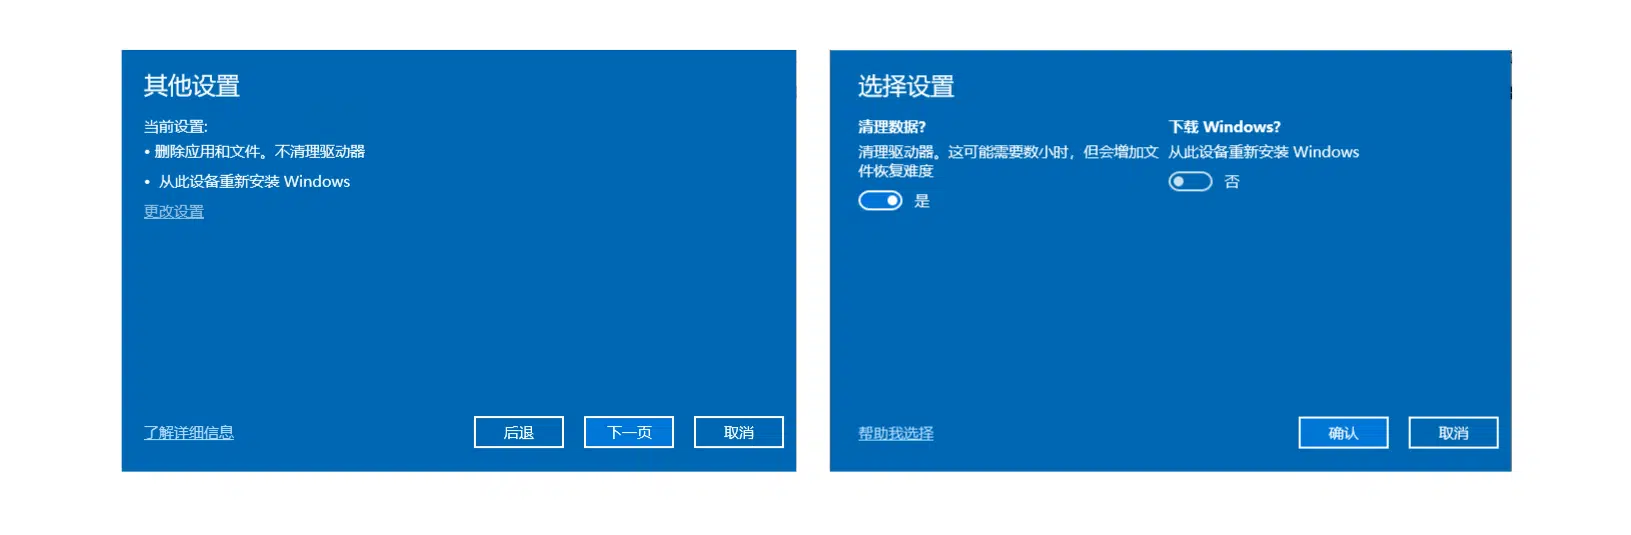 其他设置
当前设置:
• 删除应用和文件。不清理驱动器
• 从此设备重新安装 Windows
更改设置
了解详细信息
后退
下一页
取消
选择设置
清理数据?
清理驱动器。这可能需要数小时，但会增加文
件恢复难度
是
下载 Windows?
从此设备重新安装 Windows
否
帮助我选择
确认
取消